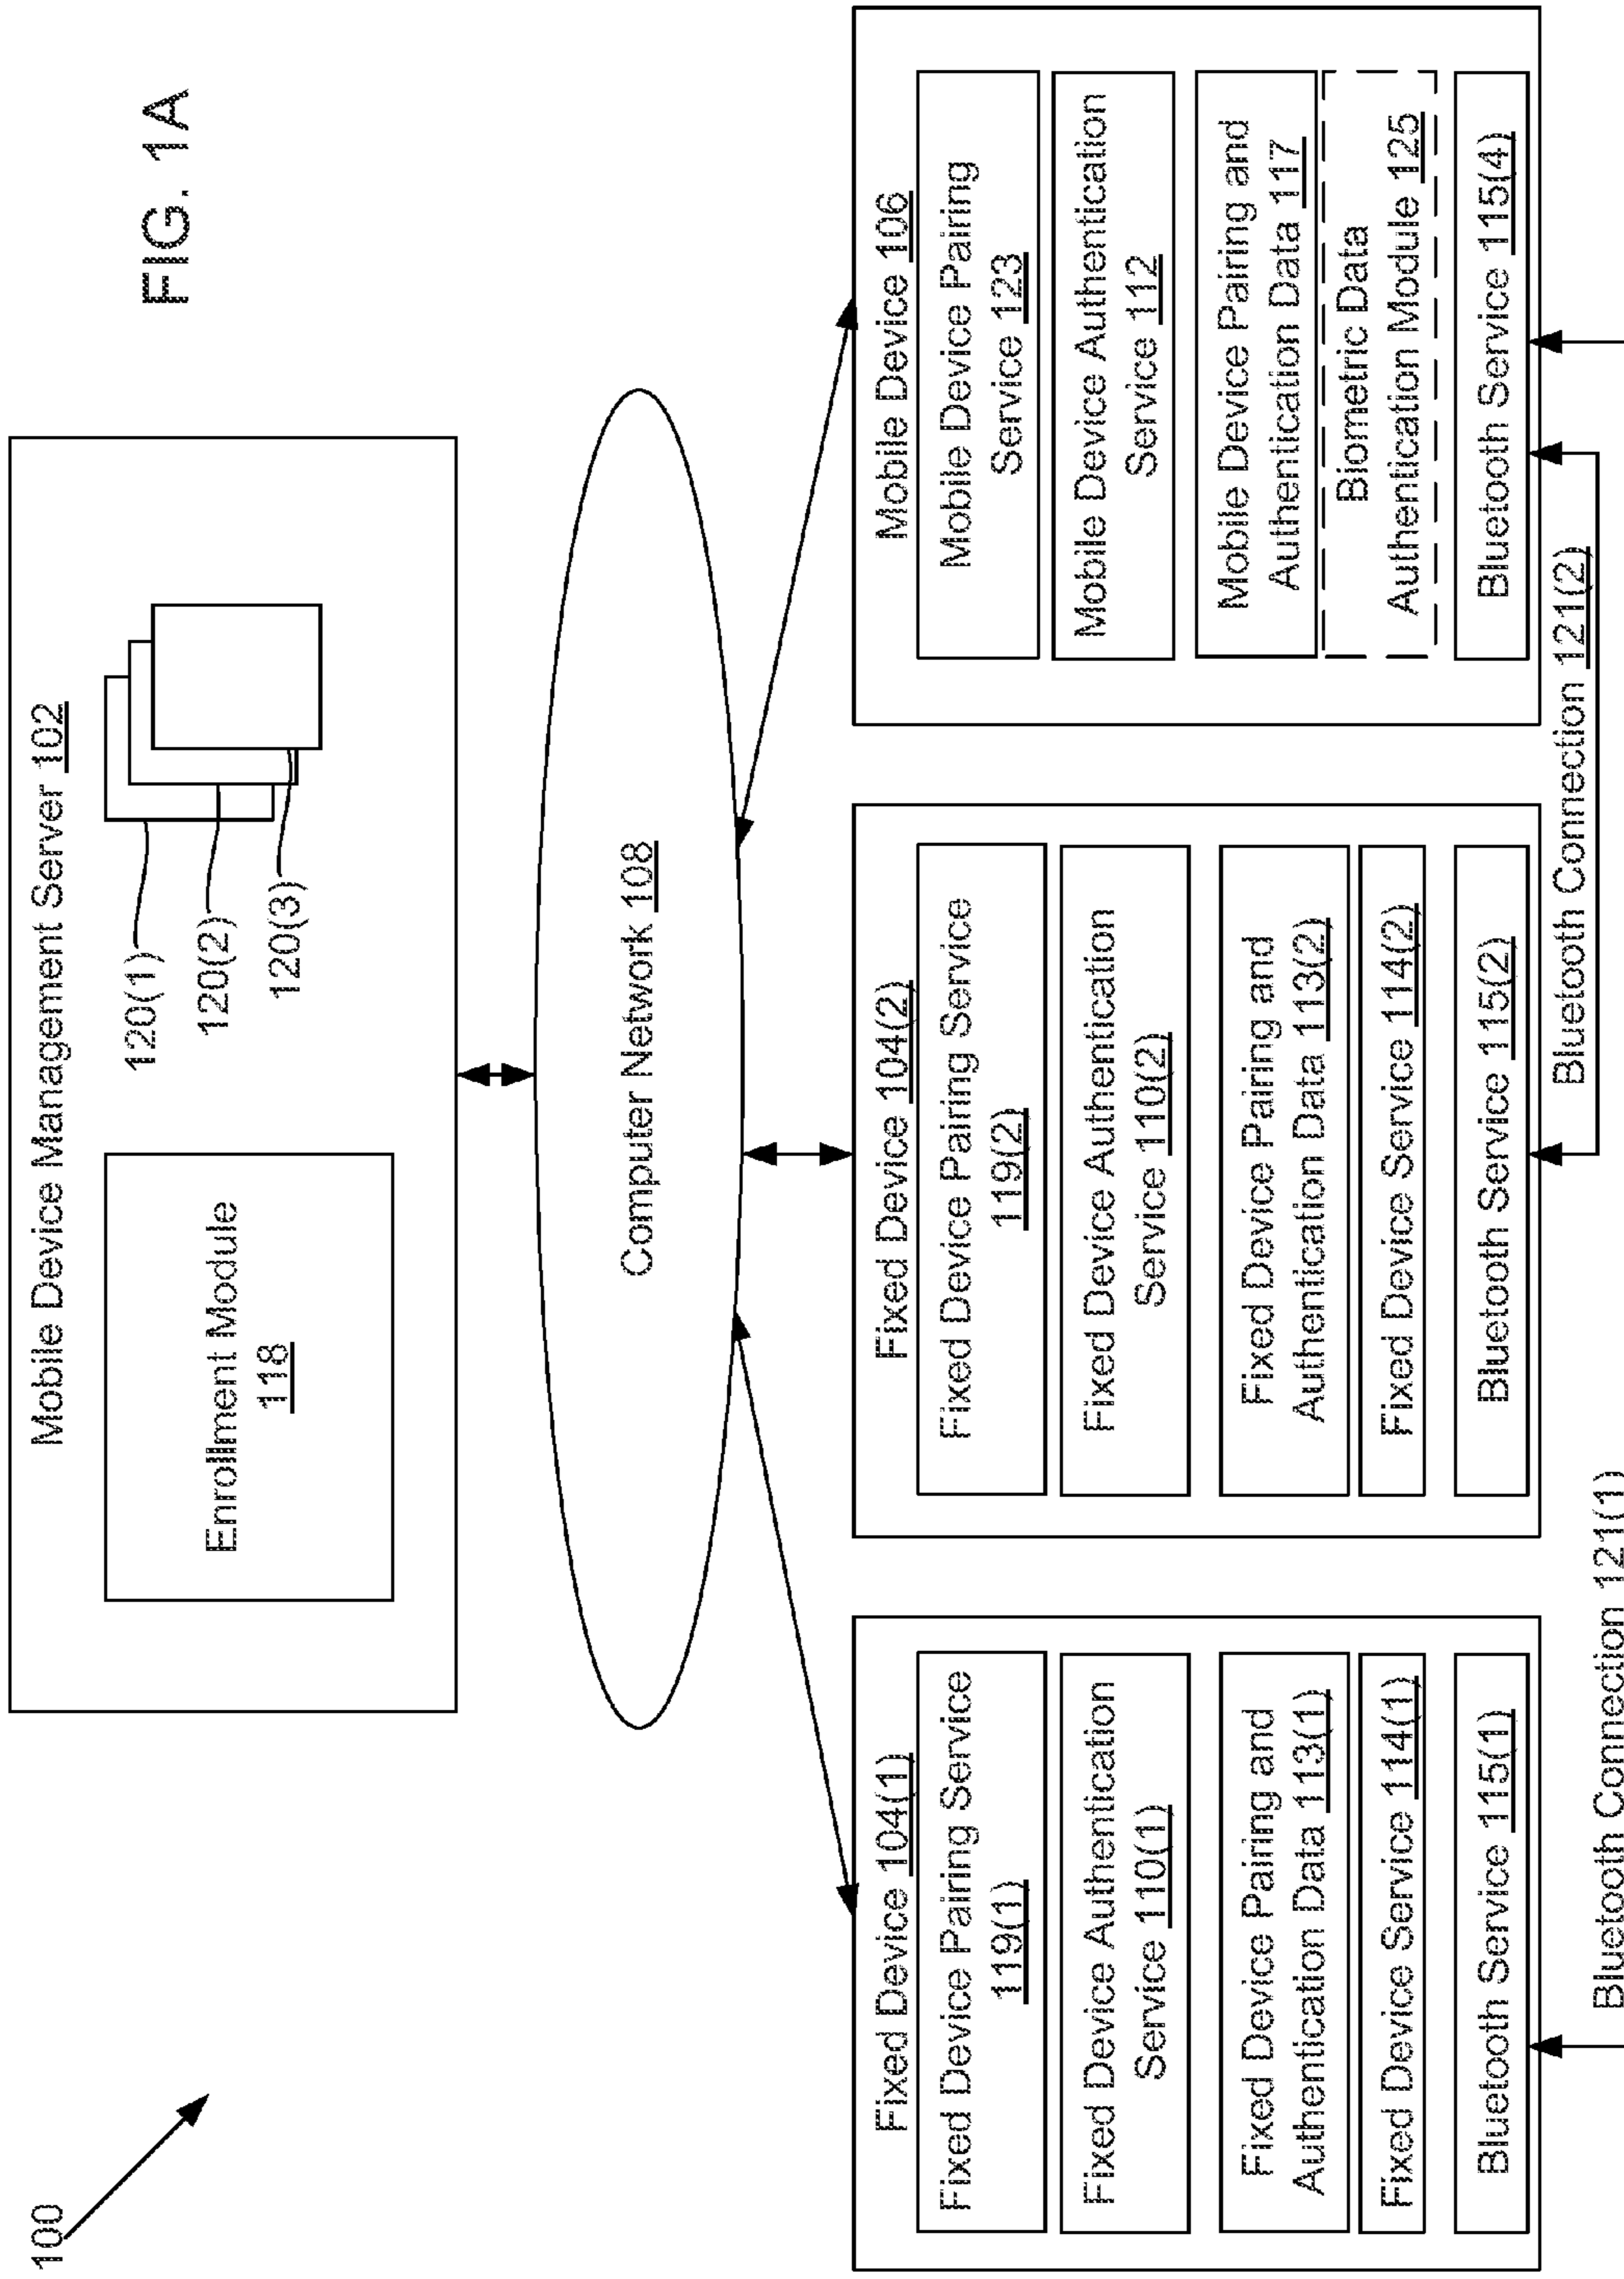 100
FIG. 1A
Mobile Device Management Server 102
Enrollment Module
118
120(1)
120(2)
120(3)
Computer Network 108
Fixed Device 104(1)
Fixed Device Pairing Service
119(1)
Fixed Device Authentication
Service 110(1)
Fixed Device Pairing and
Authentication Data 113(1)
Fixed Device Service 114(1)
Bluetooth Service 115(1)
Fixed Device 104(2)
Fixed Device Pairing Service
119(2)
Fixed Device Authentication
Service 110(2)
Fixed Device Pairing and
Authentication Data 113(2)
Fixed Device Service 114(2)
Bluetooth Service 115(2)
Mobile Device 106
Mobile Device Pairing
Service 123
Mobile Device Authentication
Service 112
Mobile Device Pairing and
Authentication Data 117
Biometric Data
Authentication Module 125
Bluetooth Service 115(4)
Bluetooth Connection 121(2)
Bluetooth Connection 121(1)